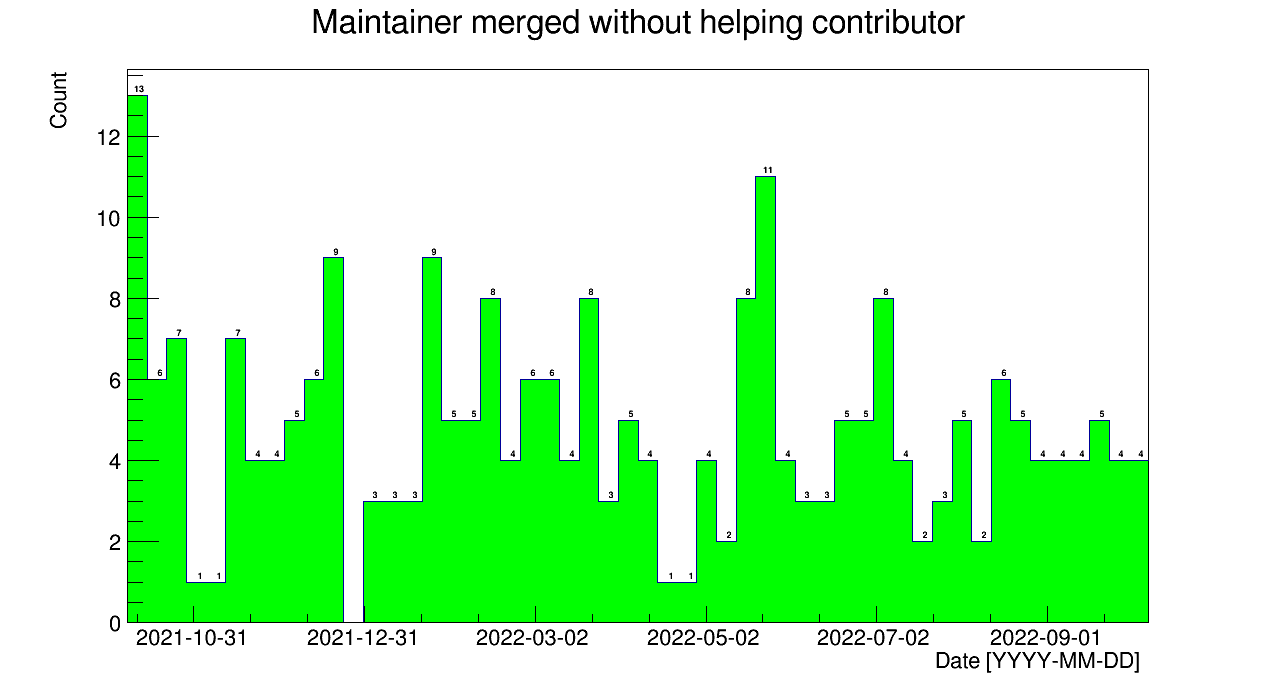 Maintainer merged without helping contributor
Count
13
12
11
10
9 9
8
8 8 8 8
7 7
6
6 6 6 6 6
5 5 5 5 5 5 5 5 5
4
4 4 4 4 4 4 4 4 4 4 4 4 4
3 3 3 3 3 3 3
2
2 2 2
1 1 1 1
0
2021-10-31 2021-12-31 2022-03-02 2022-05-02 2022-07-02 2022-09-01
Date [YYYY-MM-DD]